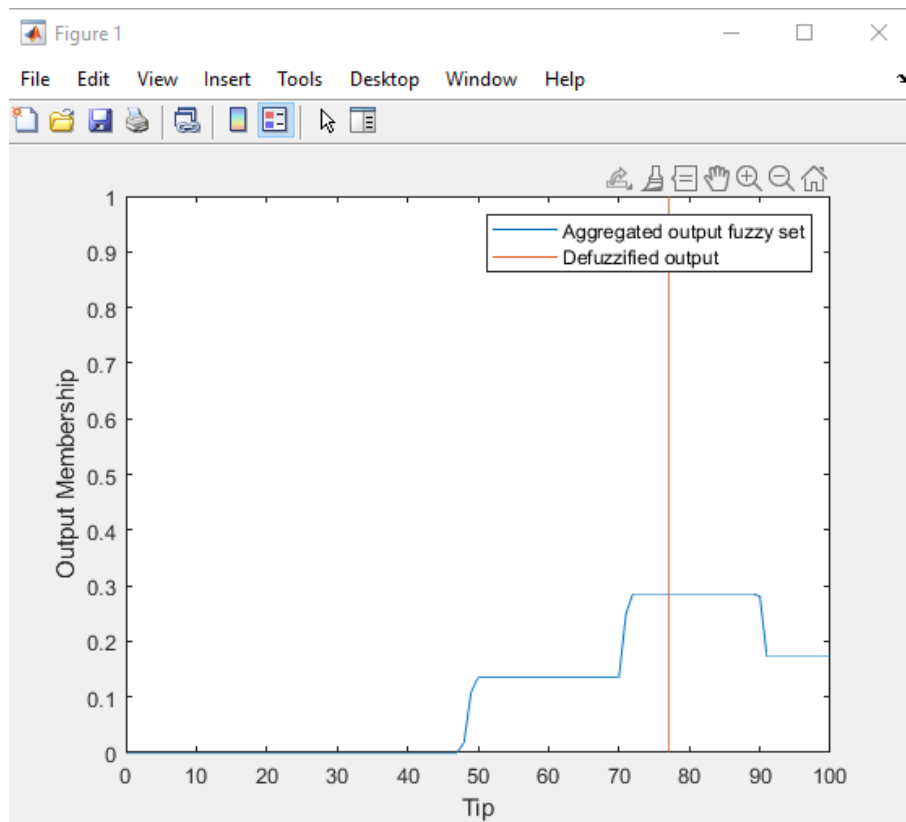 Figure 1
File Edit View Insert Tools Desktop Window Help
1
0.9
0.8
0.7
0.6
0.5
0.4
0.3
0.2
0.1
0
Output Membership
Aggregated output fuzzy set
Defuzzified output
0 10 20 30 40 50 60 70 80 90 100
Tip